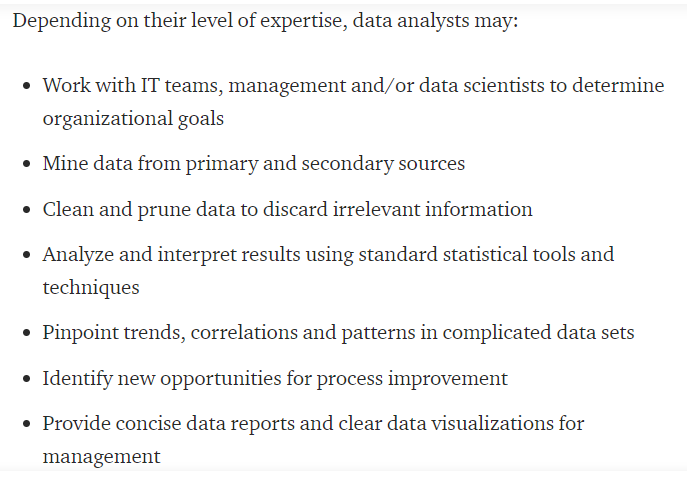 Depending on their level of expertise, data analysts may:
• Work with IT teams, management and/or data scientists to determine
organizational goals
• Mine data from primary and secondary sources
• Clean and prune data to discard irrelevant information
• Analyze and interpret results using standard statistical tools and
techniques
• Pinpoint trends, correlations and patterns in complicated data sets
• Identify new opportunities for process improvement
• Provide concise data reports and clear data visualizations for
management